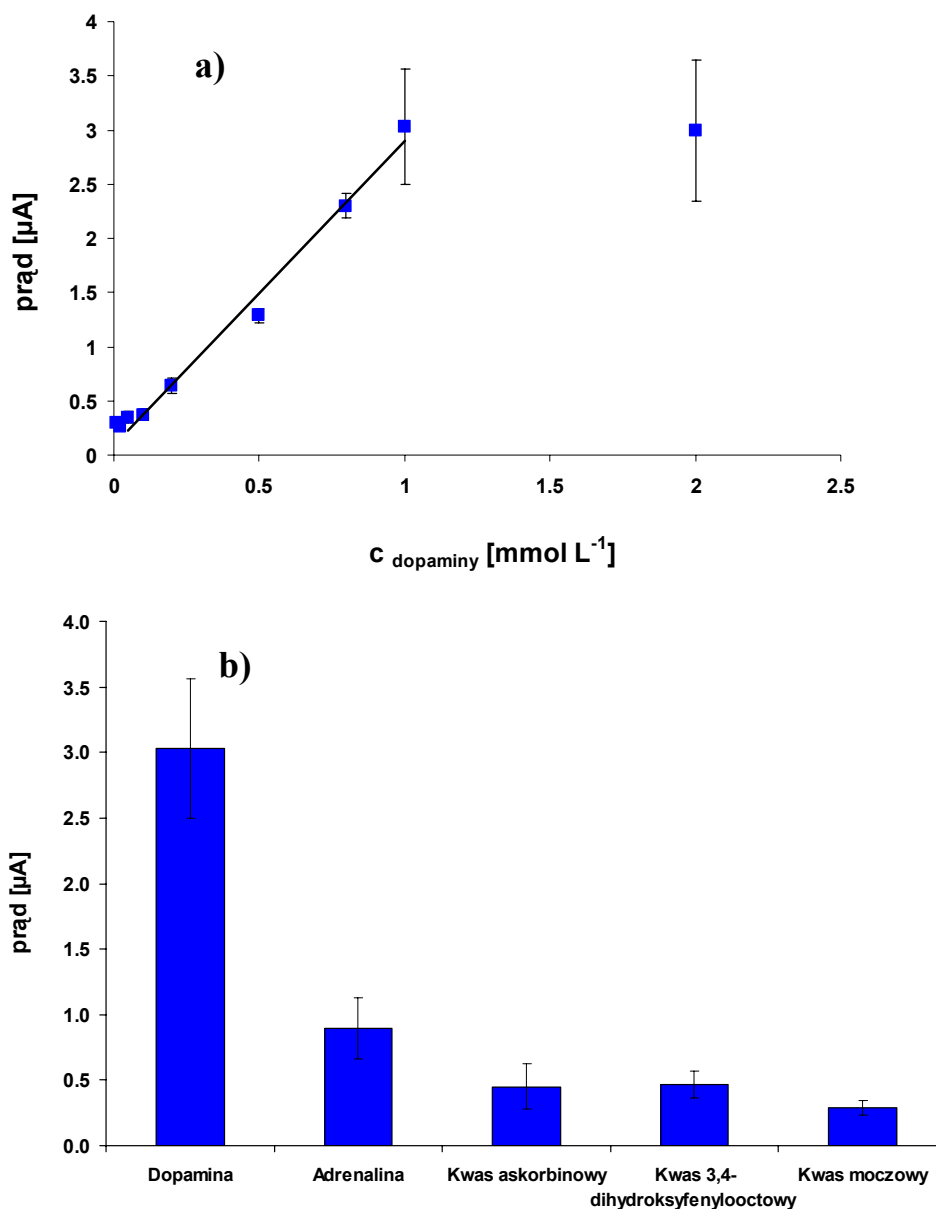 a)
4
3.5
3
2.5
2
1.5
1
0.5
0
prąd [µA]
0 0.5 1 1.5 2 2.5
c dopaminy [mmol L-1]
b)
4.0
3.5
3.0
2.5
2.0
1.5
1.0
0.5
0.0
prąd [µA]
Dopamina Adrenalina Kwas askorbinowy Kwas 3,4- Kwas moczowy
dihydroksyfenylooctowy